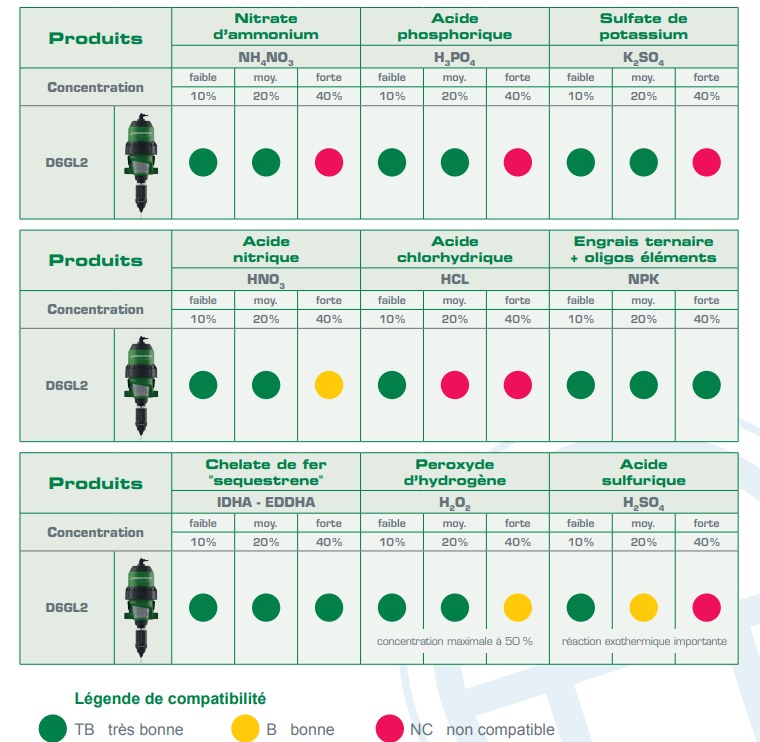 Produits
Nitrate d'ammonium
Acide phosphorique
Sulfate de potassium
NH4NO3
H3PO4
K2SO4
Concentration
faible moy. forte faible moy. forte faible moy. forte
10% 20% 40% 10% 20% 40% 10% 20% 40%
D6GL2
Produits
Acide nitrique
Acide chlorhydrique
Engrais ternaire + oligos éléments
HNO3
HCL
NPK
Concentration
faible moy. forte faible moy. forte faible moy. forte
10% 20% 40% 10% 20% 40% 10% 20% 40%
D6GL2
Produits
Chelate de fer "sequestrene"
Peroxyde d'hydrogène
Acide sulfurique
IDHA - EDDHA
H2O2
H2SO4
Concentration
faible moy. forte faible moy. forte faible moy. forte
10% 20% 40% 10% 20% 40% 10% 20% 40%
D6GL2
concentration maximale à 50 %
réaction exothermique importante
Légende de compatibilité
TB très bonne
B bonne
NC non compatible